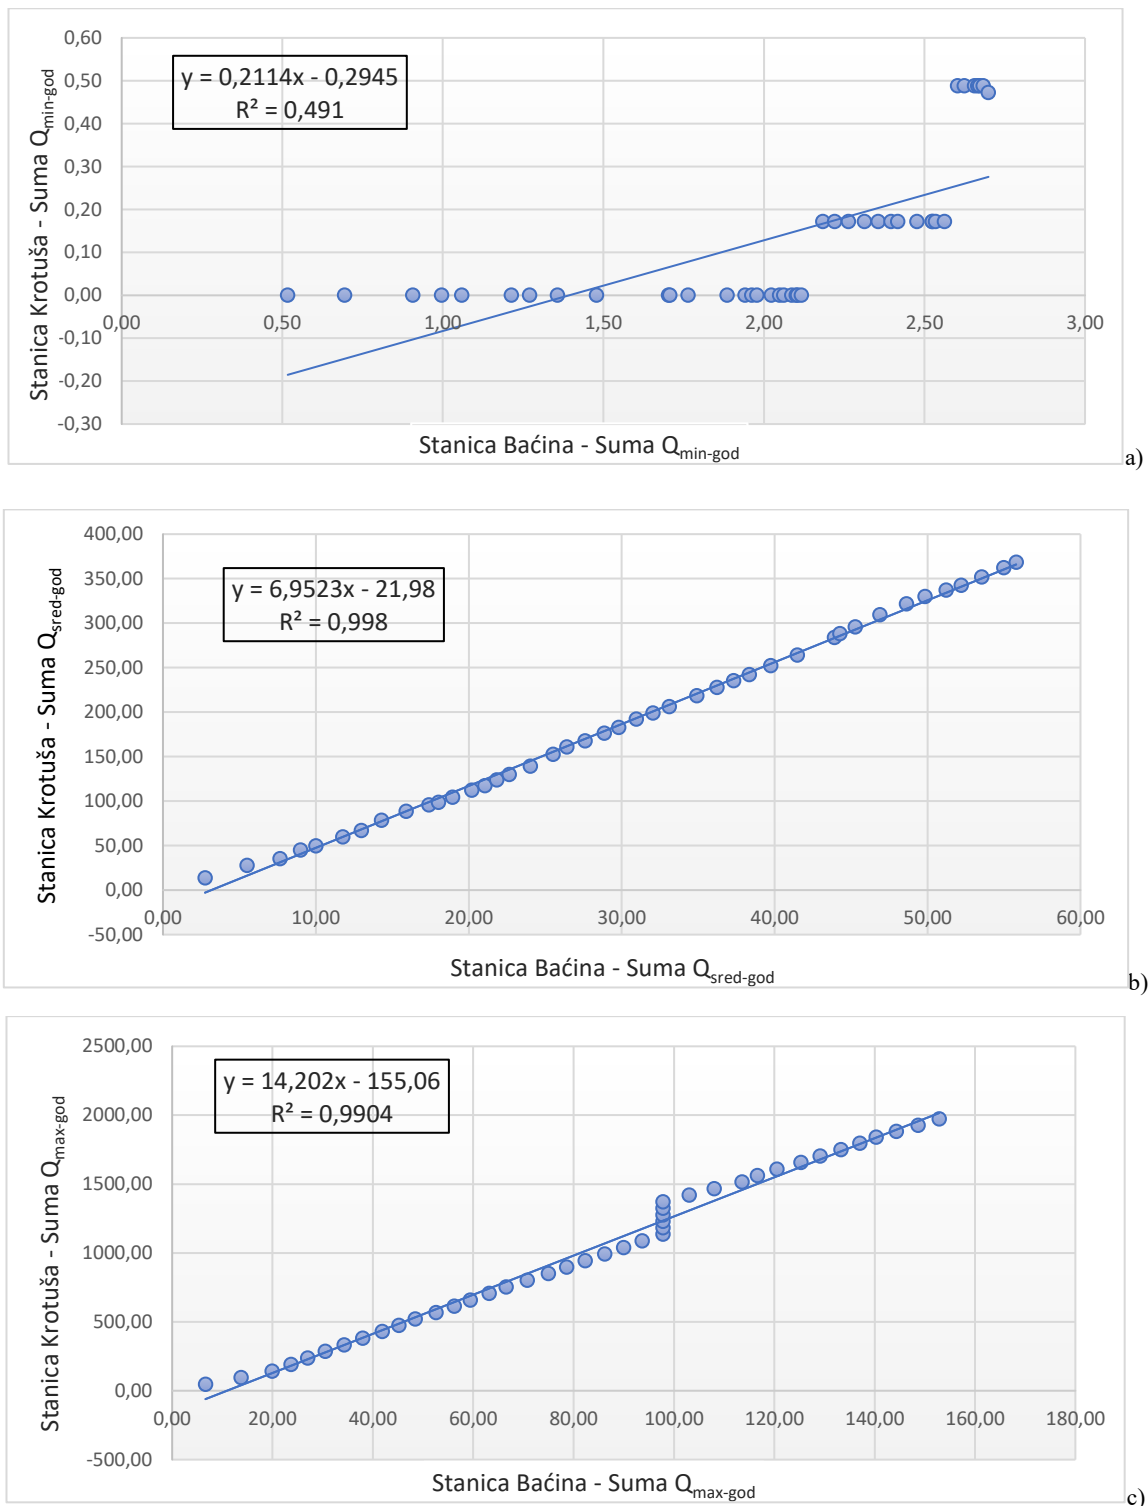 0,60
0,50
0,40
0,30
0,20
0,10
0,00
-0,10
-0,20
-0,30
y = 0,2114x - 0,2945
R² = 0,491
0,00 0,50 1,00 1,50 2,00 2,50 3,00
Stanica Krotuša - Suma Qmin-god
Stanica Baćina - Suma Qmin-god
a)
400,00
350,00
300,00
250,00
200,00
150,00
100,00
50,00
0,00
-50,00
y = 6,9523x - 21,98
R² = 0,998
0,00 10,00 20,00 30,00 40,00 50,00 60,00
Stanica Krotuša - Suma Qsred-god
Stanica Baćina - Suma Qsred-god
b)
2500,00
2000,00
1500,00
1000,00
500,00
0,00
-500,00
y = 14,202x - 155,06
R² = 0,9904
0,00 20,00 40,00 60,00 80,00 100,00 120,00 140,00 160,00 180,00
Stanica Krotuša - Suma Qmax-god
Stanica Baćina - Suma Qmax-god
c)